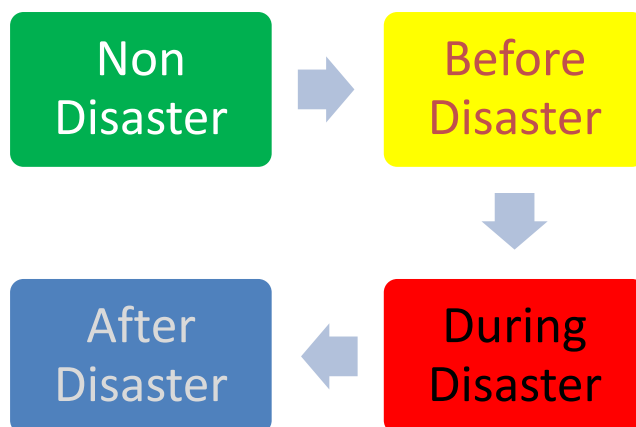 Non
Disaster
Before
Disaster
After
Disaster
During
Disaster